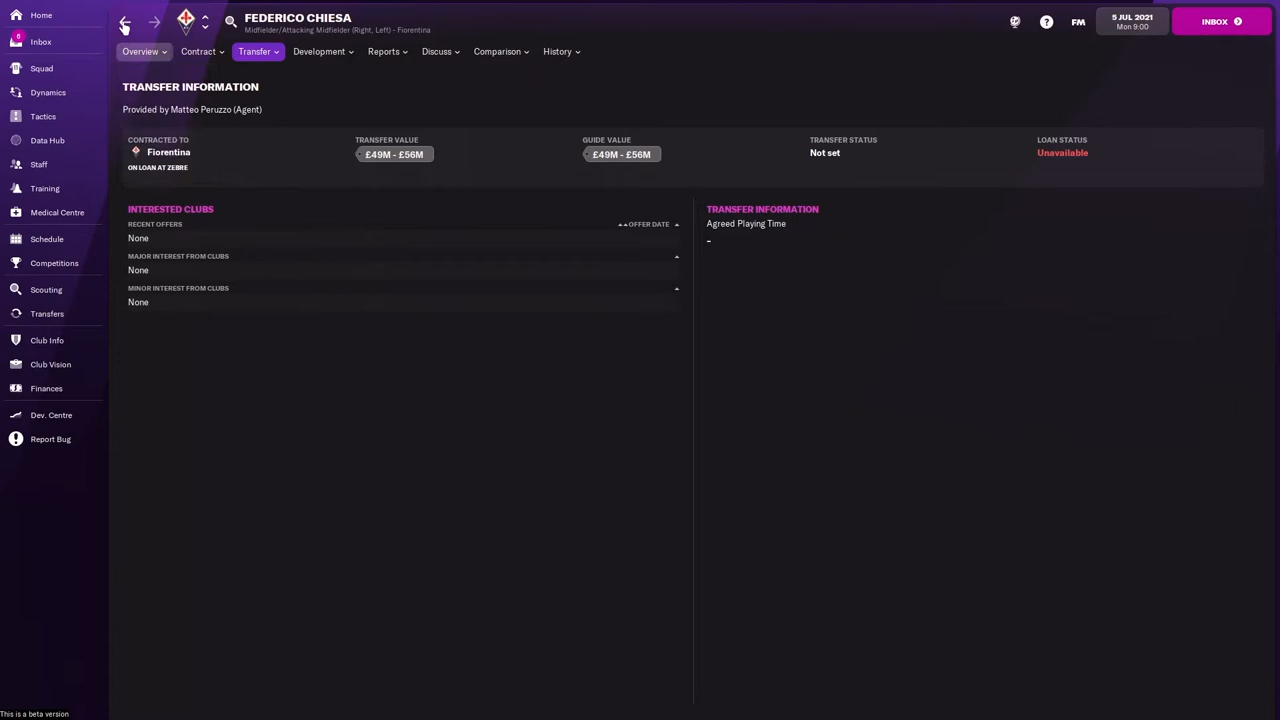 Home
6
Inbox
Squad
Dynamics
Tactics
Data Hub
Staff
Training
Medical Centre
Schedule
Competitions
Scouting
Transfers
Club Info
Club Vision
Finances
Dev. Centre
Report Bug
This is a beta version
FEDERICO CHIESA
Midfielder/Attacking Midfielder (Right, Left) - Fiorentina
? FM
5 JUL 2021
Mon 9:00
INBOX
Overview Contract Transfer Development Reports Discuss Comparison History
TRANSFER INFORMATION
Provided by Matteo Peruzzo (Agent)
CONTRACTED TO
Fiorentina
ON LOAN AT ZEBRE
TRANSFER VALUE
£49M - £56M
GUIDE VALUE
£49M - £56M
TRANSFER STATUS
Not set
LOAN STATUS
Unavailable
INTERESTED CLUBS
RECENT OFFERS OFFER DATE
None
MAJOR INTEREST FROM CLUBS
None
MINOR INTEREST FROM CLUBS
None
TRANSFER INFORMATION
Agreed Playing Time
-